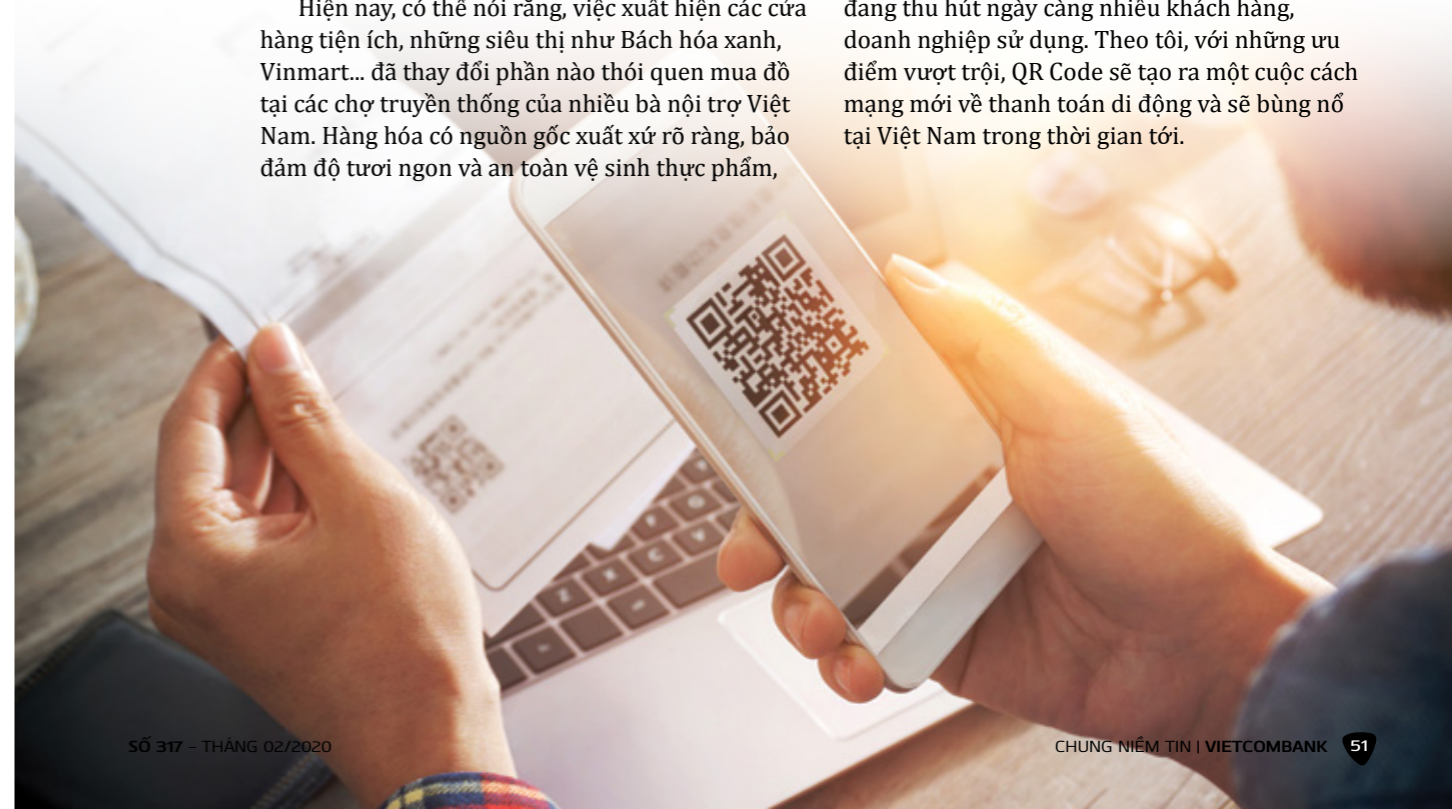 Hiện nay, có thể nói rằng, việc xuất hiện các cửa
hàng tiện ích, những siêu thị như Bách hóa xanh,
Vinmart... đã thay đổi phần nào thói quen mua đồ
tại các chợ truyền thống của nhiều bà nội trợ Việt
Nam. Hàng hóa có nguồn gốc xuất xứ rõ ràng, bảo
đảm độ tươi ngon và an toàn vệ sinh thực phẩm,
đang thu hút ngày càng nhiều khách hàng,
doanh nghiệp sử dụng. Theo tôi, với những ưu
điểm vượt trội, QR Code sẽ tạo ra một cuộc cách
mạng mới về thanh toán di động và sẽ bùng nổ
tại Việt Nam trong thời gian tới.
SỐ 317 – THÁNG 02/2020
CHUNG NIỀM TIN | VIETCOMBANK 51